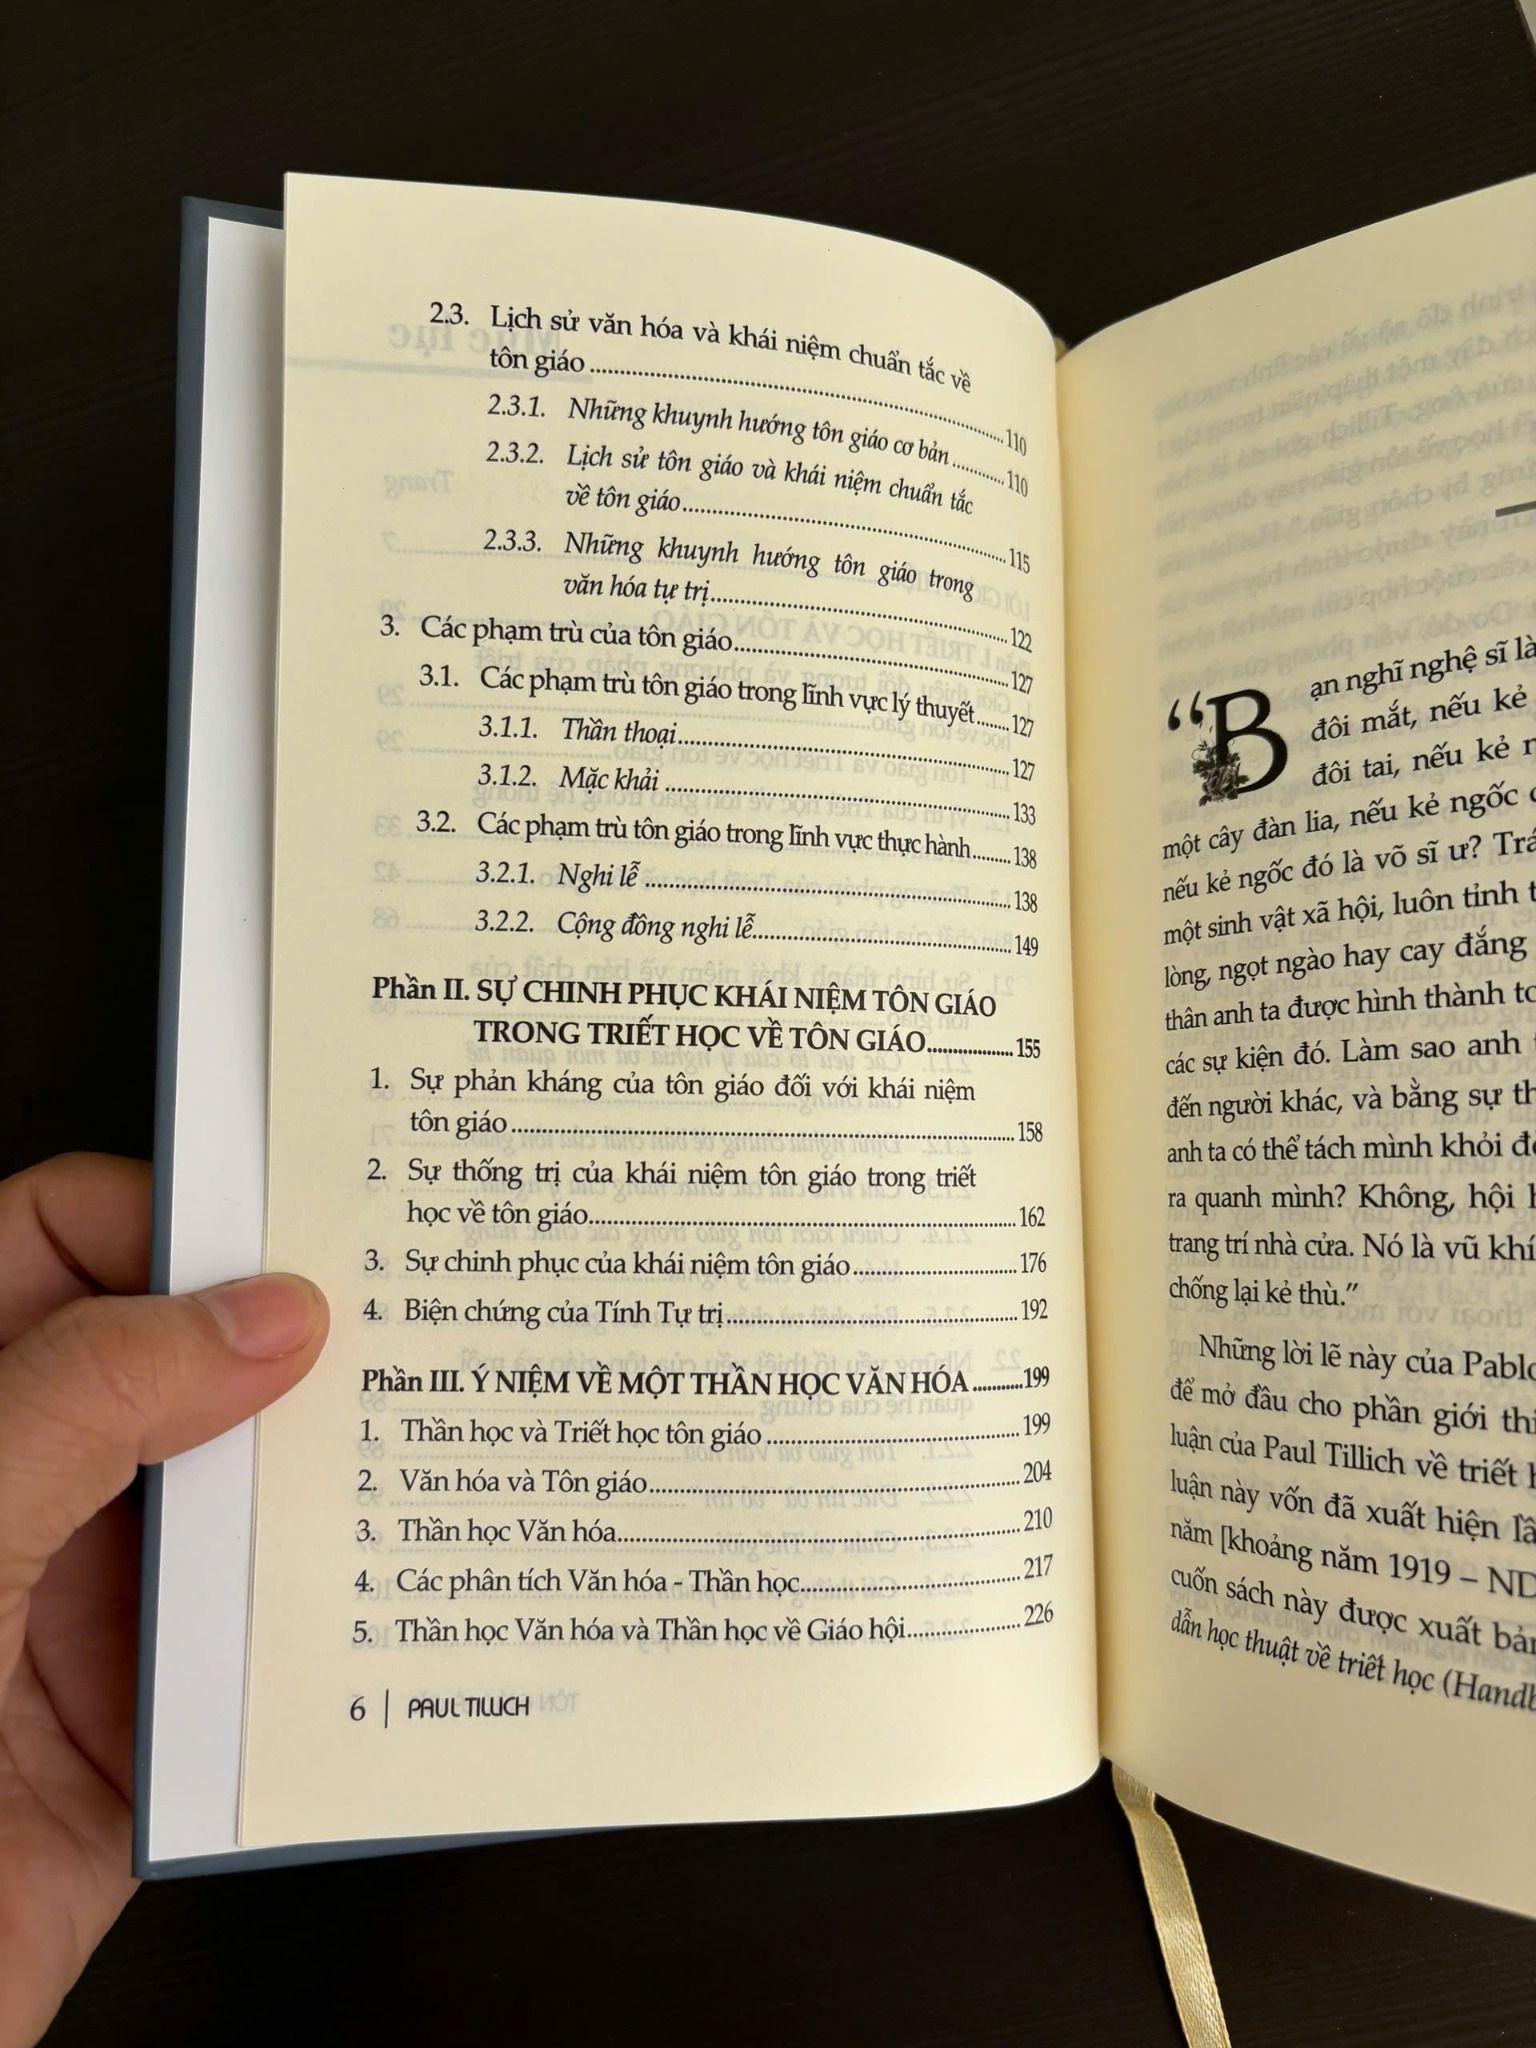 2.3. Lịch sử văn hóa và khái niệm chuẩn tắc về
tôn giáo ........ 110
2.3.1. Những khuynh hướng tôn giáo cơ bản ........ 110
2.3.2. Lịch sử tôn giáo và khái niệm chuẩn tắc
về tôn giáo ........ 115
2.3.3. Những khuynh hướng tôn giáo trong
văn hóa tự trị ........ 122
3. Các phạm trù của tôn giáo ........ 127
3.1. Các phạm trù tôn giáo trong lĩnh vực lý thuyết ........ 127
3.1.1. Thần thoại ........ 127
3.1.2. Mặc khải ........ 133
3.2. Các phạm trù tôn giáo trong lĩnh vực thực hành ........ 138
3.2.1. Nghi lễ ........ 138
3.2.2. Cộng đồng nghi lễ ........ 149
Phần II. SỰ CHINH PHỤC KHÁI NIỆM TÔN GIÁO
TRONG TRIẾT HỌC VỀ TÔN GIÁO ........ 155
1. Sự phản kháng của tôn giáo đối với khái niệm
tôn giáo ........ 158
2. Sự thống trị của khái niệm tôn giáo trong triết
học về tôn giáo ........ 162
3. Sự chinh phục của khái niệm tôn giáo ........ 176
4. Biện chứng của Tính Tự trị ........ 192
Phần III. Ý NIỆM VỀ MỘT THẦN HỌC VĂN HÓA ........ 199
1. Thần học và Triết học tôn giáo ........ 199
2. Văn hóa và Tôn giáo ........ 204
3. Thần học Văn hóa ........ 210
4. Các phân tích Văn hóa - Thần học ........ 217
5. Thần học Văn hóa và Thần học về Giáo hội ........ 226
6 | PAUL TILLICH
“Bạn nghĩ nghệ sĩ là
đôi mắt, nếu kẻ
đôi tai, nếu kẻ
một cây đàn lia, nếu kẻ ngốc
nếu kẻ ngốc đó là võ sĩ ư?
một sinh vật xã hội, luôn tỉnh
lòng, ngọt ngào hay cay đắng
thân anh ta được hình thành
các sự kiện đó. Làm sao anh
đến người khác, và bằng sự
anh ta có thể tách mình khỏi
ra quanh mình? Không, hội
trang trí nhà cửa. Nó là vũ
chống lại kẻ thù.”
Những lời lẽ này của
để mở đầu cho phần giới
luận của Paul Tillich về triết
luận này vốn đã xuất hiện
năm [khoảng năm 1919 –
cuốn sách này được xuất
dẫn học thuật về triết học